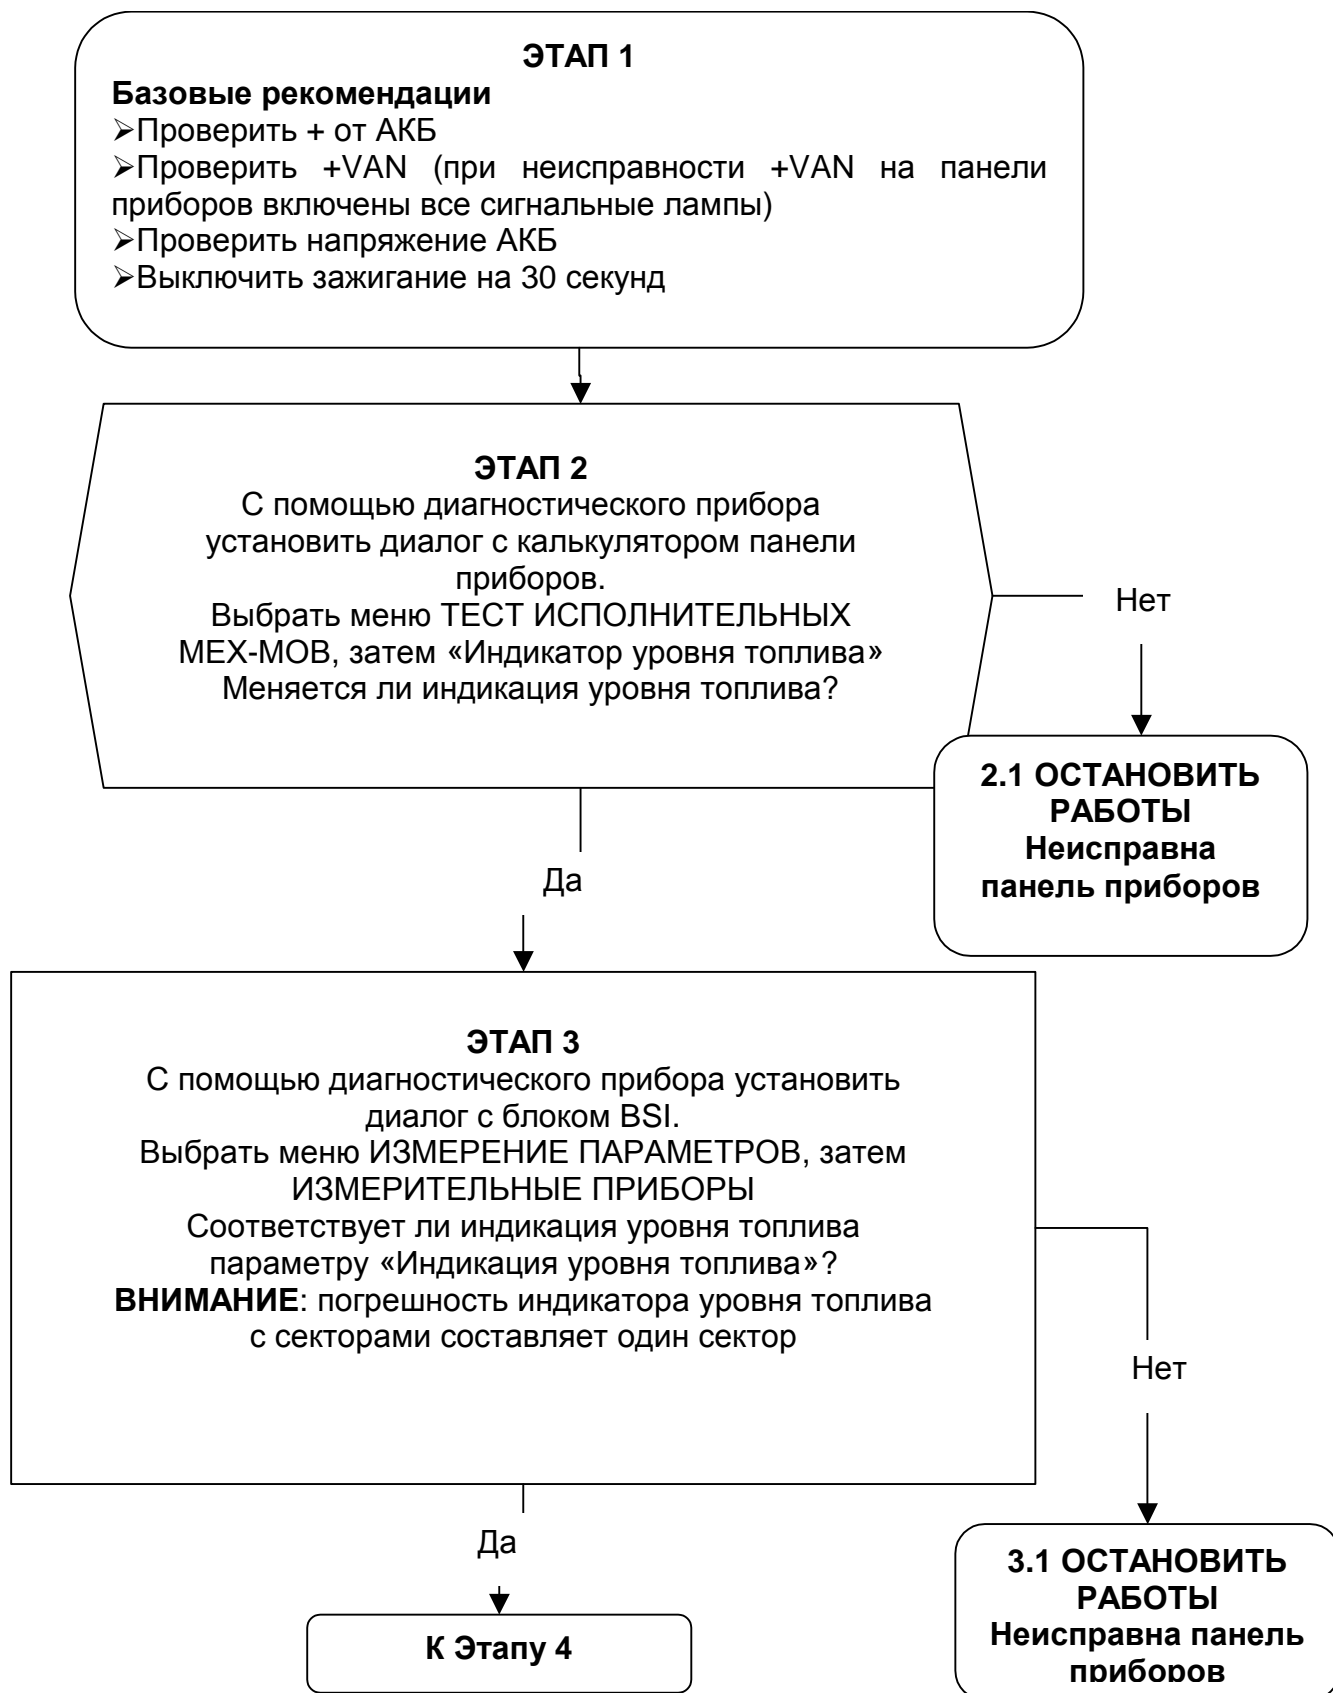 ЭТАП 1
Базовые рекомендации
➢Проверить + от АКБ
➢Проверить +VAN (при неисправности +VAN на панели
приборов включены все сигнальные лампы)
➢Проверить напряжение АКБ
➢Выключить зажигание на 30 секунд
ЭТАП 2
С помощью диагностического прибора
установить диалог с калькулятором панели
приборов.
Выбрать меню ТЕСТ ИСПОЛНИТЕЛЬНЫХ
МЕХ-МОВ, затем «Индикатор уровня топлива»
Меняется ли индикация уровня топлива?
Нет
2.1 ОСТАНОВИТЬ
РАБОТЫ
Неисправна
панель приборов
Да
ЭТАП 3
С помощью диагностического прибора установить
диалог с блоком BSI.
Выбрать меню ИЗМЕРЕНИЕ ПАРАМЕТРОВ, затем
ИЗМЕРИТЕЛЬНЫЕ ПРИБОРЫ
Соответствует ли индикация уровня топлива
параметру «Индикация уровня топлива»?
ВНИМАНИЕ: погрешность индикатора уровня топлива
с секторами составляет один сектор
Нет
Да
К Этапу 4
3.1 ОСТАНОВИТЬ
РАБОТЫ
Неисправна панель
приборов